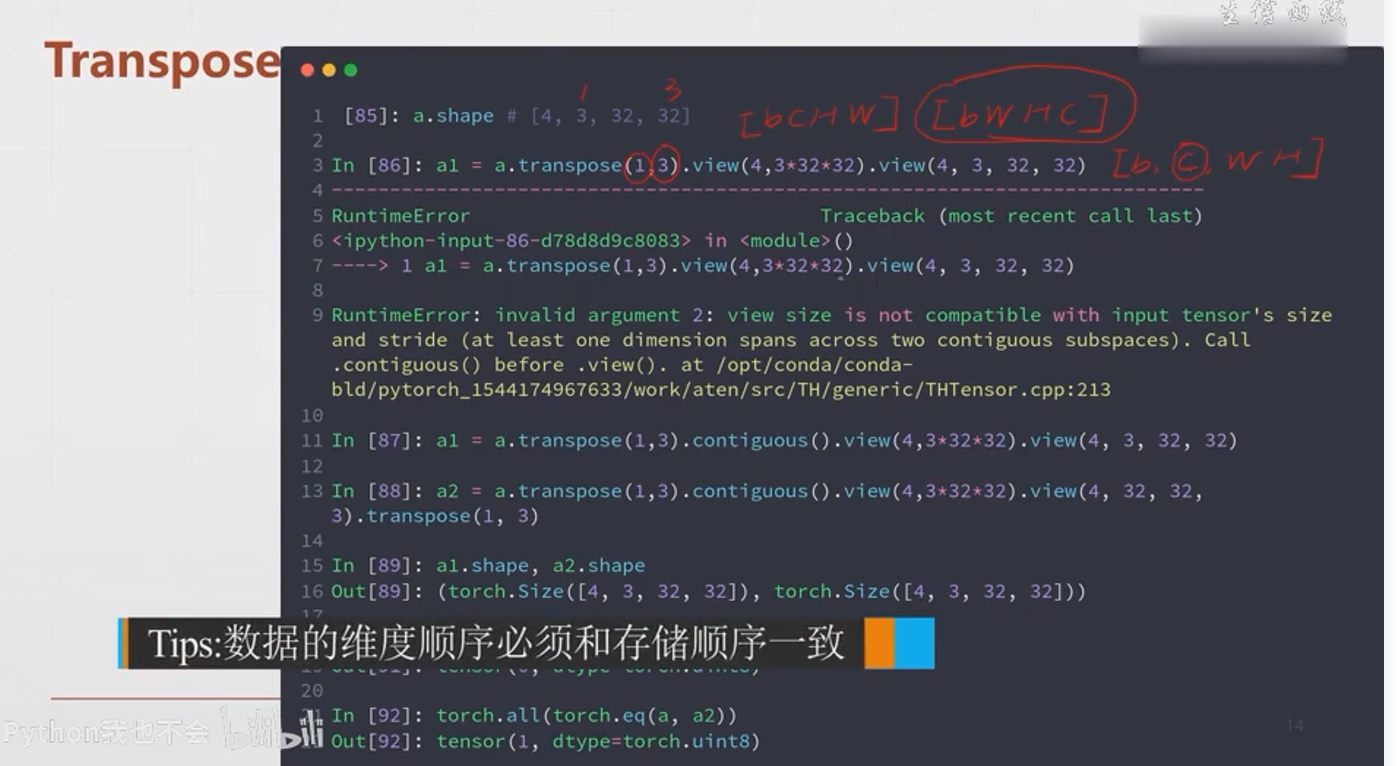 生信西线
Transpose
1 3
1 [85]: a.shape # [4, 3, 32, 32] [bCHW] [bWHC]
2
3 In [86]: a1 = a.transpose(1,3).view(4,3*32*32).view(4, 3, 32, 32) [b, C, W H]
4 --------------------------------------------------------------------------------
5 RuntimeError Traceback (most recent call last)
6 <ipython-input-86-d78d8d9c8083> in <module>()
7 ----> 1 a1 = a.transpose(1,3).view(4,3*32*32).view(4, 3, 32, 32)
8
9 RuntimeError: invalid argument 2: view size is not compatible with input tensor's size
and stride (at least one dimension spans across two contiguous subspaces). Call
.contiguous() before .view(). at /opt/conda/conda-
bld/pytorch_1544174967633/work/aten/src/TH/generic/THTensor.cpp:213
10
11 In [87]: a1 = a.transpose(1,3).contiguous().view(4,3*32*32).view(4, 3, 32, 32)
12
13 In [88]: a2 = a.transpose(1,3).contiguous().view(4,3*32*32).view(4, 32, 32,
3).transpose(1, 3)
14
15 In [89]: a1.shape, a2.shape
16 Out[89]: (torch.Size([4, 3, 32, 32]), torch.Size([4, 3, 32, 32]))
17
Tips:数据的维度顺序必须和存储顺序一致
20
In [92]: torch.all(torch.eq(a, a2))
Python我也不会 bilibili
Out[92]: tensor(1, dtype=torch.uint8)
14